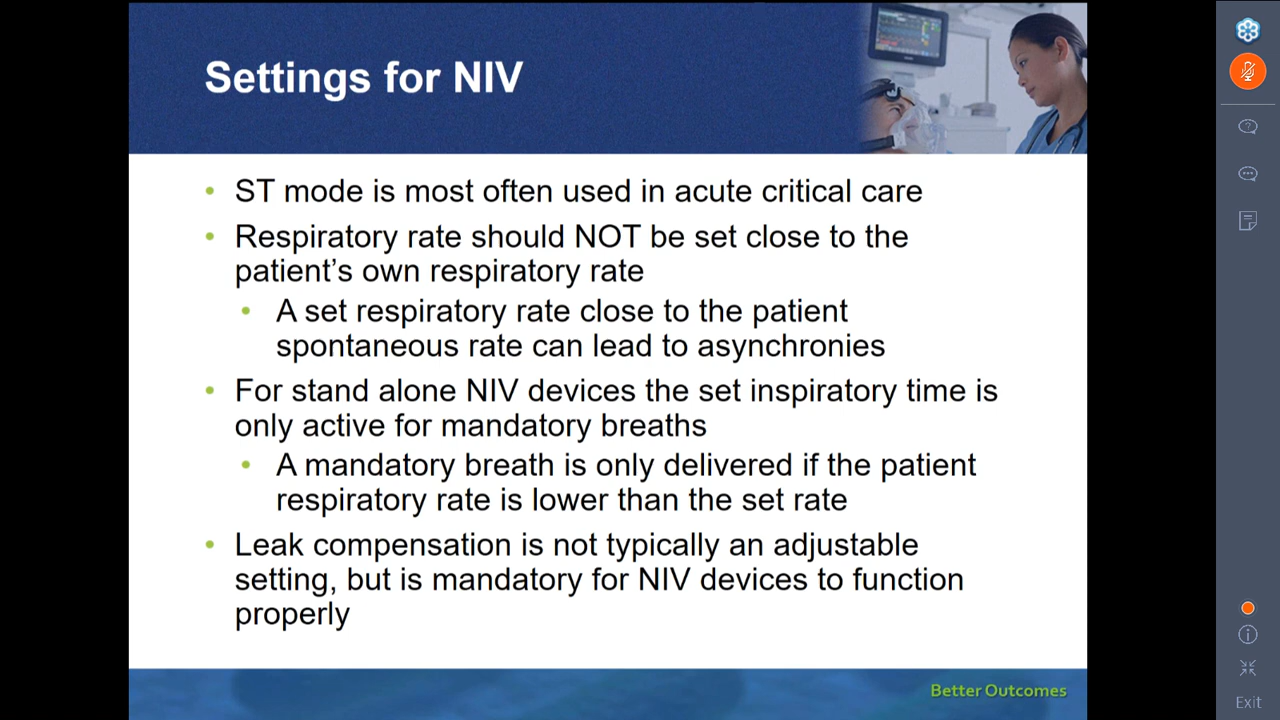 Settings for NIV
• ST mode is most often used in acute critical care
• Respiratory rate should NOT be set close to the
patient’s own respiratory rate
• A set respiratory rate close to the patient
spontaneous rate can lead to asynchronies
• For stand alone NIV devices the set inspiratory time is
only active for mandatory breaths
• A mandatory breath is only delivered if the patient
respiratory rate is lower than the set rate
• Leak compensation is not typically an adjustable
setting, but is mandatory for NIV devices to function
properly
Better Outcomes
Exit